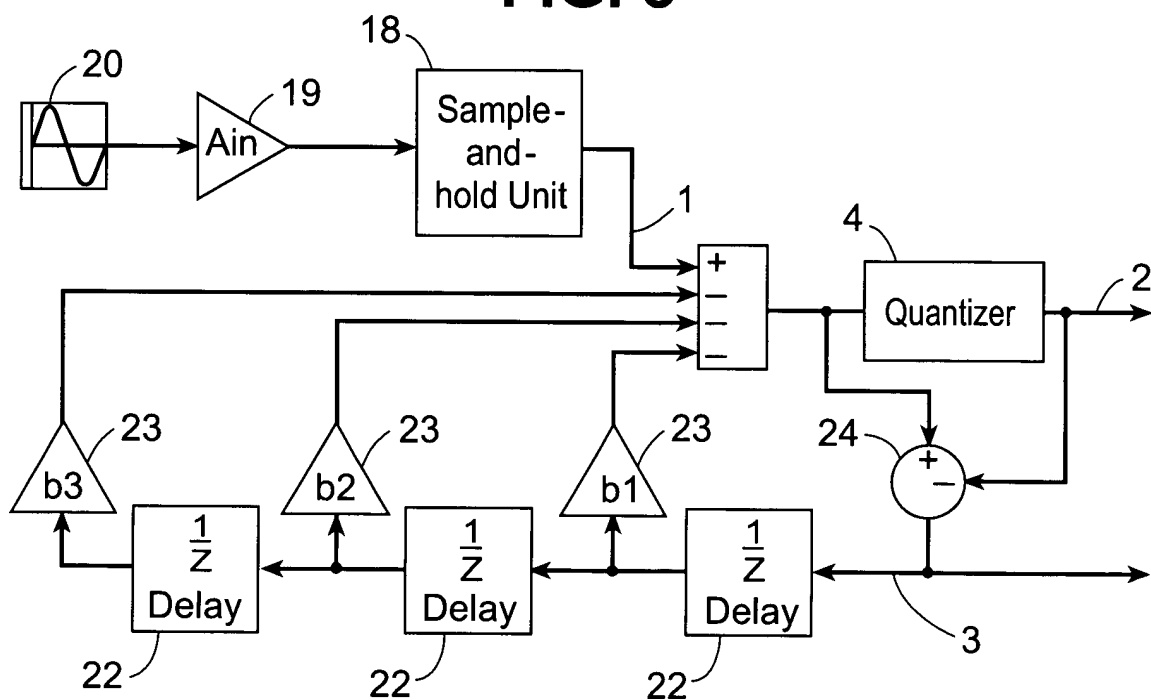 18
20
19
Ain
Sample-
and-
hold Unit
1
4
2
+
−
−
−
Quantizer
23
23
23
24
+
−
b3
b2
b1
1
Z
Delay
1
Z
Delay
1
Z
Delay
3
22
22
22